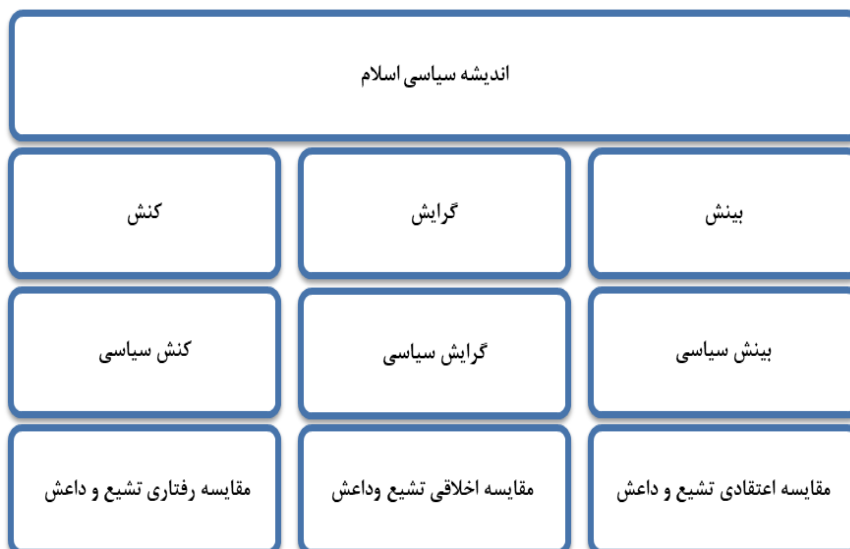 اندیشه سیاسی اسلام
بینش
گرایش
کنش
بینش سیاسی
گرایش سیاسی
کنش سیاسی
مقایسه اعتقادی تشیع و داعش
مقایسه اخلاقی تشیع وداعش
مقایسه رفتاری تشیع و داعش